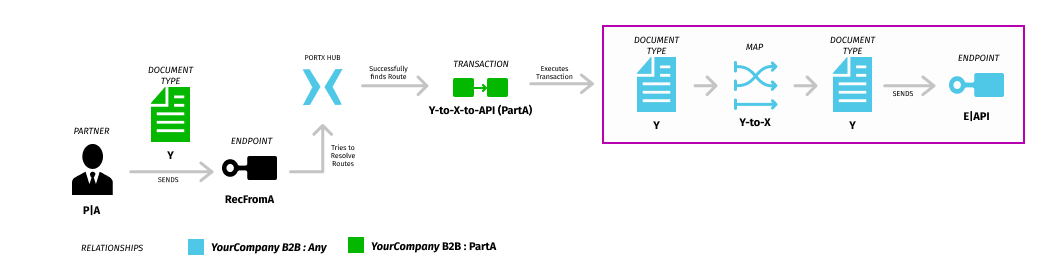 PARTNER
P|A
DOCUMENT
TYPE
Y
SENDS
ENDPOINT
RecFromA
Tries to
Resolve
Routes
PORTX HUB
Successfully
finds Route
TRANSACTION
Y-to-X-to-API (PartA)
Executes
Transaction
DOCUMENT
TYPE
Y
MAP
Y-to-X
DOCUMENT
TYPE
Y
SENDS
ENDPOINT
E|API
RELATIONSHIPS
YourCompany B2B : Any
YourCompany B2B : PartA